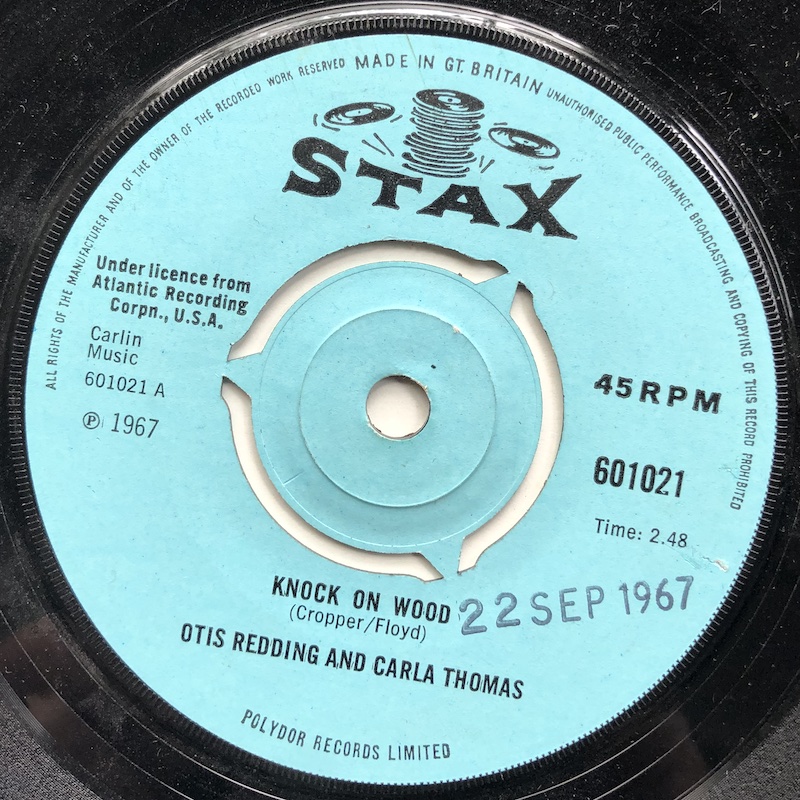 ALL RIGHTS OF THE MANUFACTURER AND OF THE OWNER OF THE RECORDED WORK RESERVED MADE IN GT. BRITAIN UNAUTHORISED PUBLIC PERFORMANCE BROADCASTING AND COPYING OF THIS RECORD PROHIBITED
STAX
Under licence from
Atlantic Recording
Corpn., U.S.A.
Carlin
Music
601021 A
℗ 1967
45 RPM
601021
Time: 2.48
KNOCK ON WOOD
(Cropper/Floyd)
22 SEP 1967
OTIS REDDING AND CARLA THOMAS
POLYDOR RECORDS LIMITED